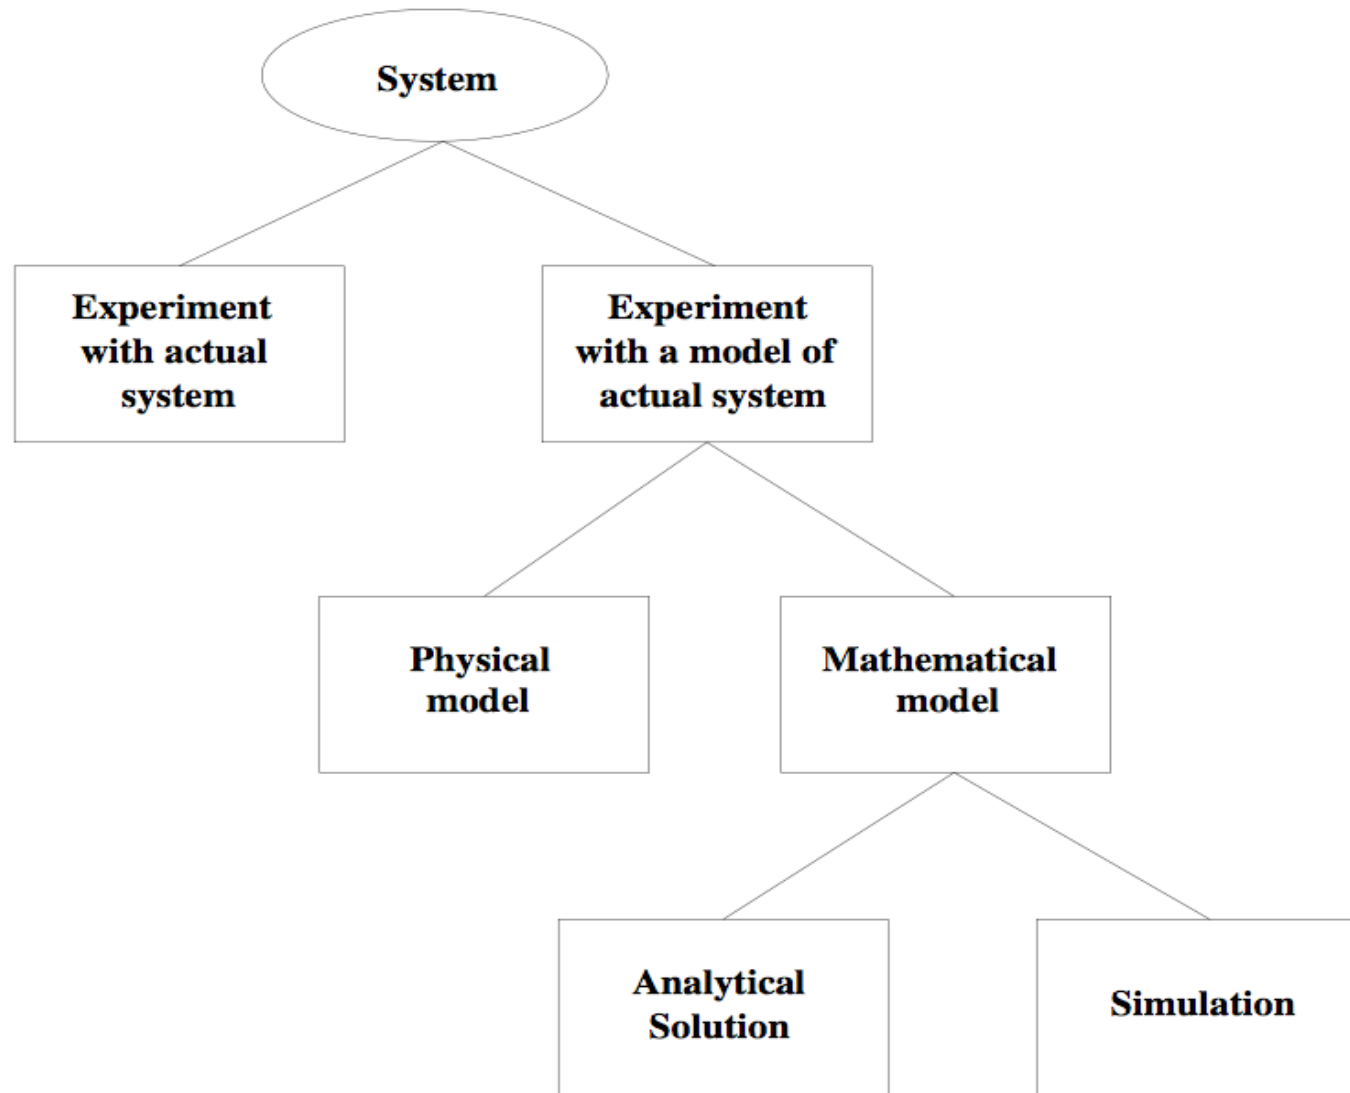 System
Experiment
with actual
system
Experiment
with a model of
actual system
Physical
model
Mathematical
model
Analytical
Solution
Simulation